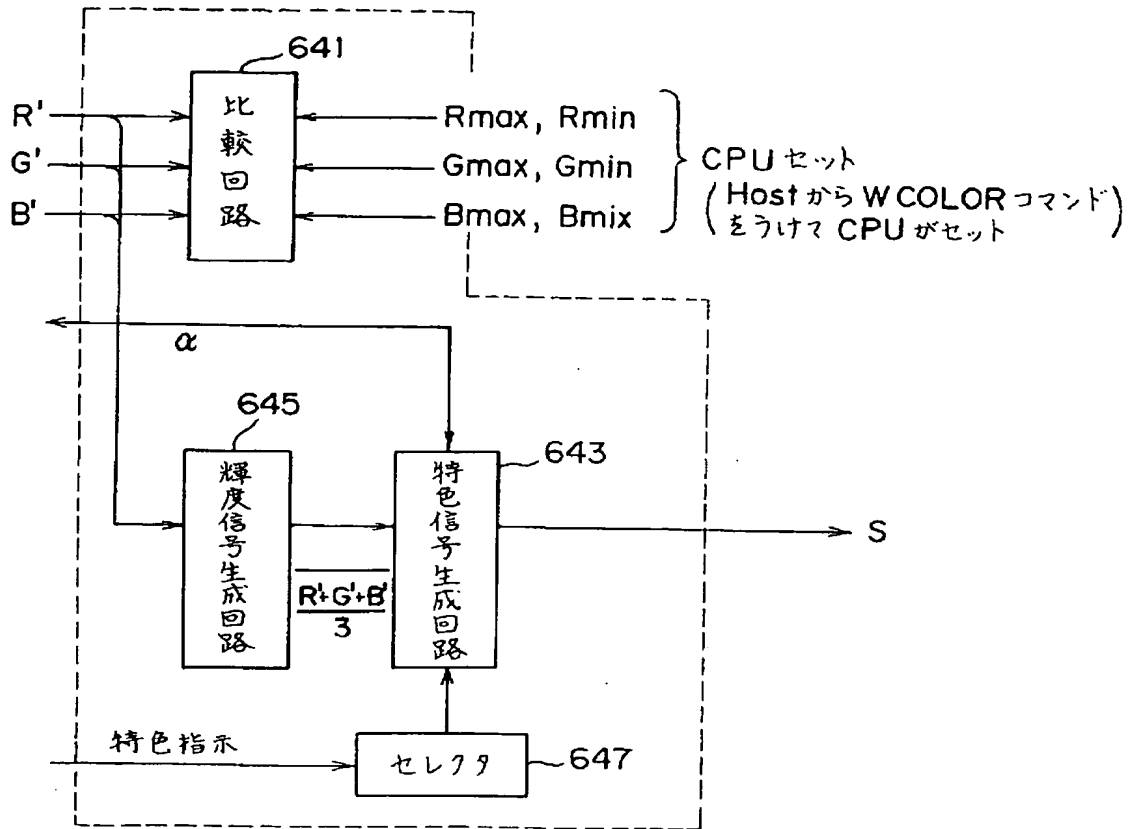 641
比較回路
R'
Rmax, Rmin
G'
Gmax, Gmin
B'
Bmax, Bmix
CPU セット
(Host から WCOLOR コマンド
をうけて CPU がセット)
α
645
643
輝度信号生成回路
特色信号生成回路
S
R'+G'+B'
3
特色指示
セレクタ
647